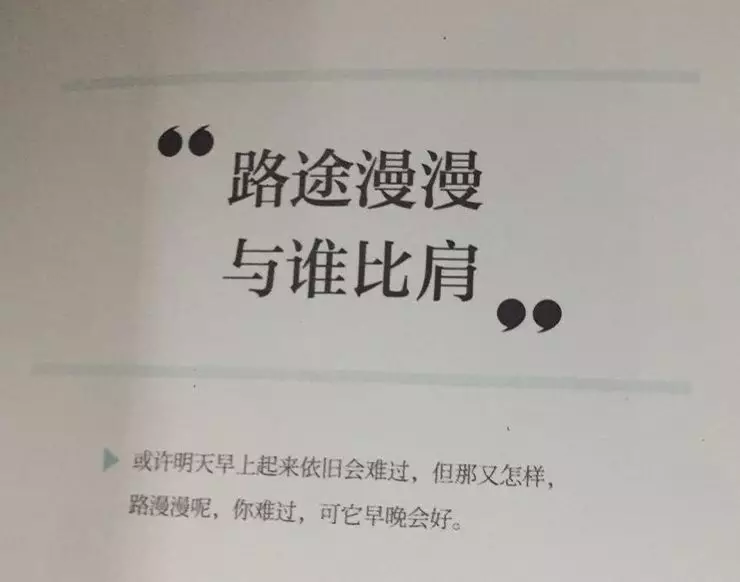 “路途漫漫
与谁比肩”
或许明天早上起来依旧会难过，但那又怎样，
路漫漫呢，你难过，可它早晚会好。